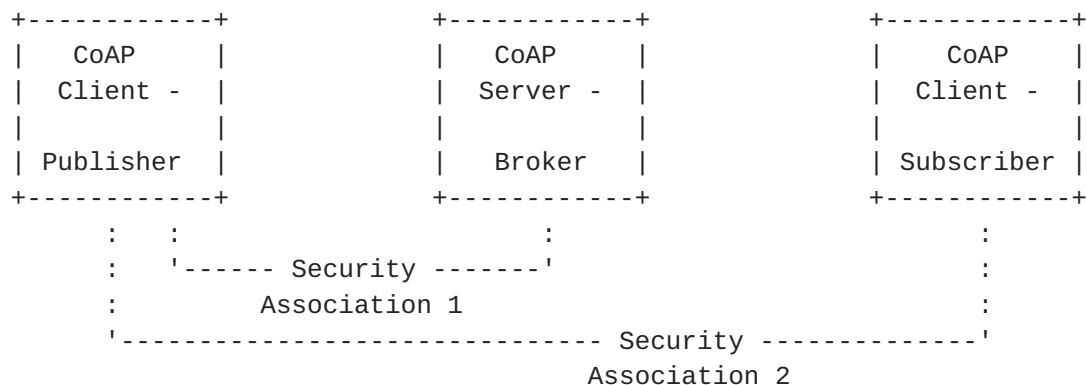 +------------+             +------------+              +------------+
|    CoAP    |             |    CoAP    |              |    CoAP    |
|  Client -  |             |  Server -  |              |  Client -  |
|            |             |            |              |            |
| Publisher  |             |   Broker   |              | Subscriber |
+------------+             +------------+              +------------+
      :   :                       :                           :
      :   '------ Security -------'                           :
      :         Association 1                                 :
      '------------------------------- Security --------------'
                                     Association 2